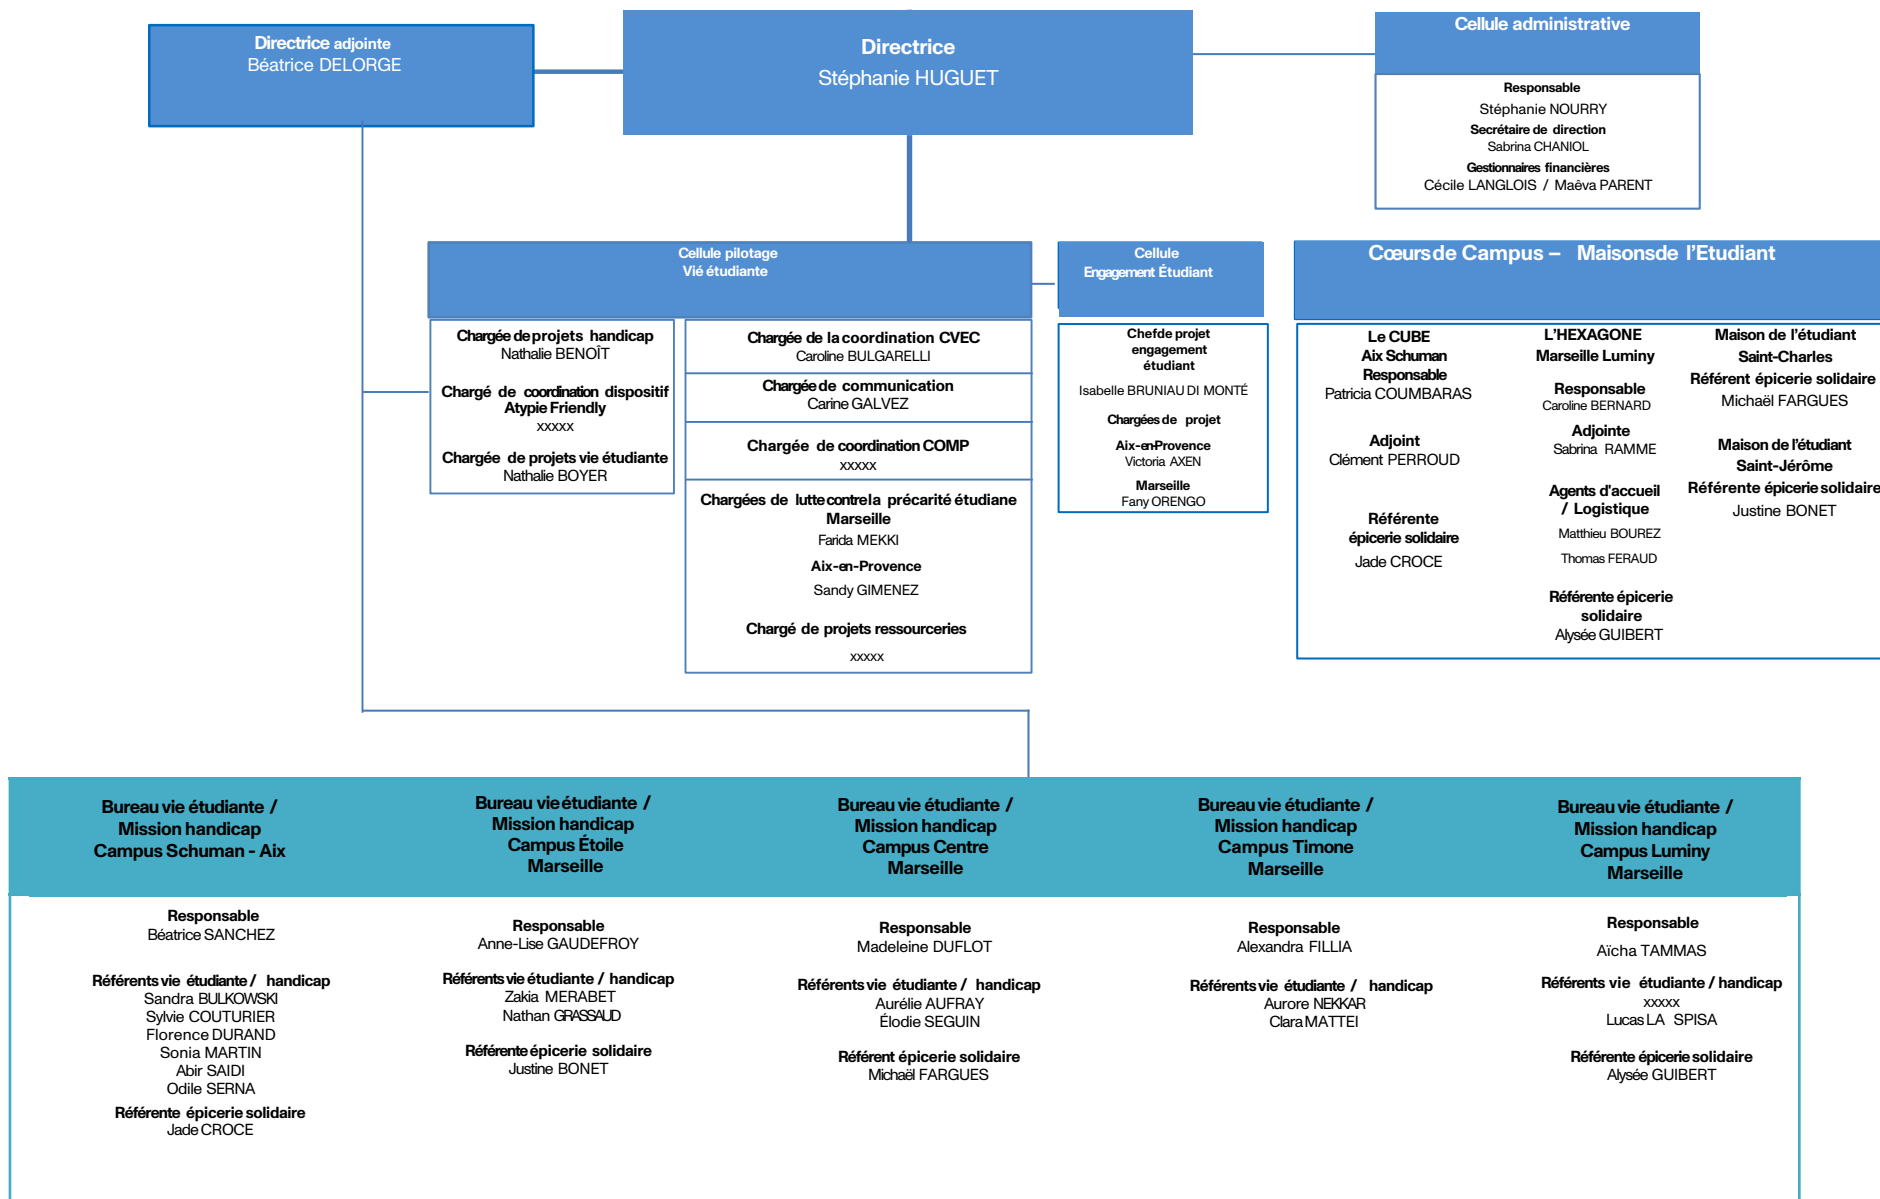 Directrice adjointe
Béatrice DELORGE
Directrice
Stéphanie HUGUET
Cellule administrative
Responsable
Stéphanie NOURRY
Secrétaire de direction
Sabrina CHANIOL
Gestionnaires financières
Cécile LANGLOIS / Maêva PARENT
Cellule pilotage
Vié étudiante
Chargée de projets handicap
Nathalie BENOÎT
Chargé de coordination dispositif
Atypie Friendly
xxxxx
Chargée de projets vie étudiante
Nathalie BOYER
Chargée de la coordination CVEC
Caroline BULGARELLI
Chargée de communication
Carine GALVEZ
Chargée de coordination COMP
xxxxx
Chargées de lutte contre la précarité étudiane
Marseille
Farida MEKKI
Aix-en-Provence
Sandy GIMENEZ
Chargé de projets ressourceries
xxxxx
Cellule
Engagement Étudiant
Chef de projet
engagement
étudiant
Isabelle BRUNIAU DI MONTÉ
Chargées de projet
Aix-en-Provence
Victoria AXEN
Marseille
Fany ORENGO
Cœurs de Campus – Maisons de l'Etudiant
Le CUBE
Aix Schuman
Responsable
Patricia COUMBARAS
Adjoint
Clément PERROUD
Référente
épicerie solidaire
Jade CROCE
L'HEXAGONE
Marseille Luminy
Responsable
Caroline BERNARD
Adjointe
Sabrina RAMME
Agents d'accueil
/ Logistique
Matthieu BOUREZ
Thomas FERAUD
Référente épicerie
solidaire
Alysée GUIBERT
Maison de l'étudiant
Saint-Charles
Référent épicerie solidaire
Michaël FARGUES
Maison de l'étudiant
Saint-Jérôme
Référente épicerie solidaire
Justine BONET
Bureau vie étudiante /
Mission handicap
Campus Schuman - Aix
Responsable
Béatrice SANCHEZ
Référents vie étudiante / handicap
Sandra BULKOWSKI
Sylvie COUTURIER
Florence DURAND
Sonia MARTIN
Abir SAIDI
Odile SERNA
Référente épicerie solidaire
Jade CROCE
Bureau vie étudiante /
Mission handicap
Campus Étoile
Marseille
Responsable
Anne-Lise GAUDEFROY
Référents vie étudiante / handicap
Zakia MERABET
Nathan GRASSAUD
Référente épicerie solidaire
Justine BONET
Bureau vie étudiante /
Mission handicap
Campus Centre
Marseille
Responsable
Madeleine DUFLOT
Référents vie étudiante / handicap
Aurélie AUFRAY
Élodie SEGUIN
Référent épicerie solidaire
Michaël FARGUES
Bureau vie étudiante /
Mission handicap
Campus Timone
Marseille
Responsable
Alexandra FILLIA
Référents vie étudiante / handicap
Aurore NEKKAR
Clara MATTEI
Bureau vie étudiante /
Mission handicap
Campus Luminy
Marseille
Responsable
Aïcha TAMMAS
Référents vie étudiante / handicap
xxxxx
Lucas LA SPISA
Référente épicerie solidaire
Alysée GUIBERT